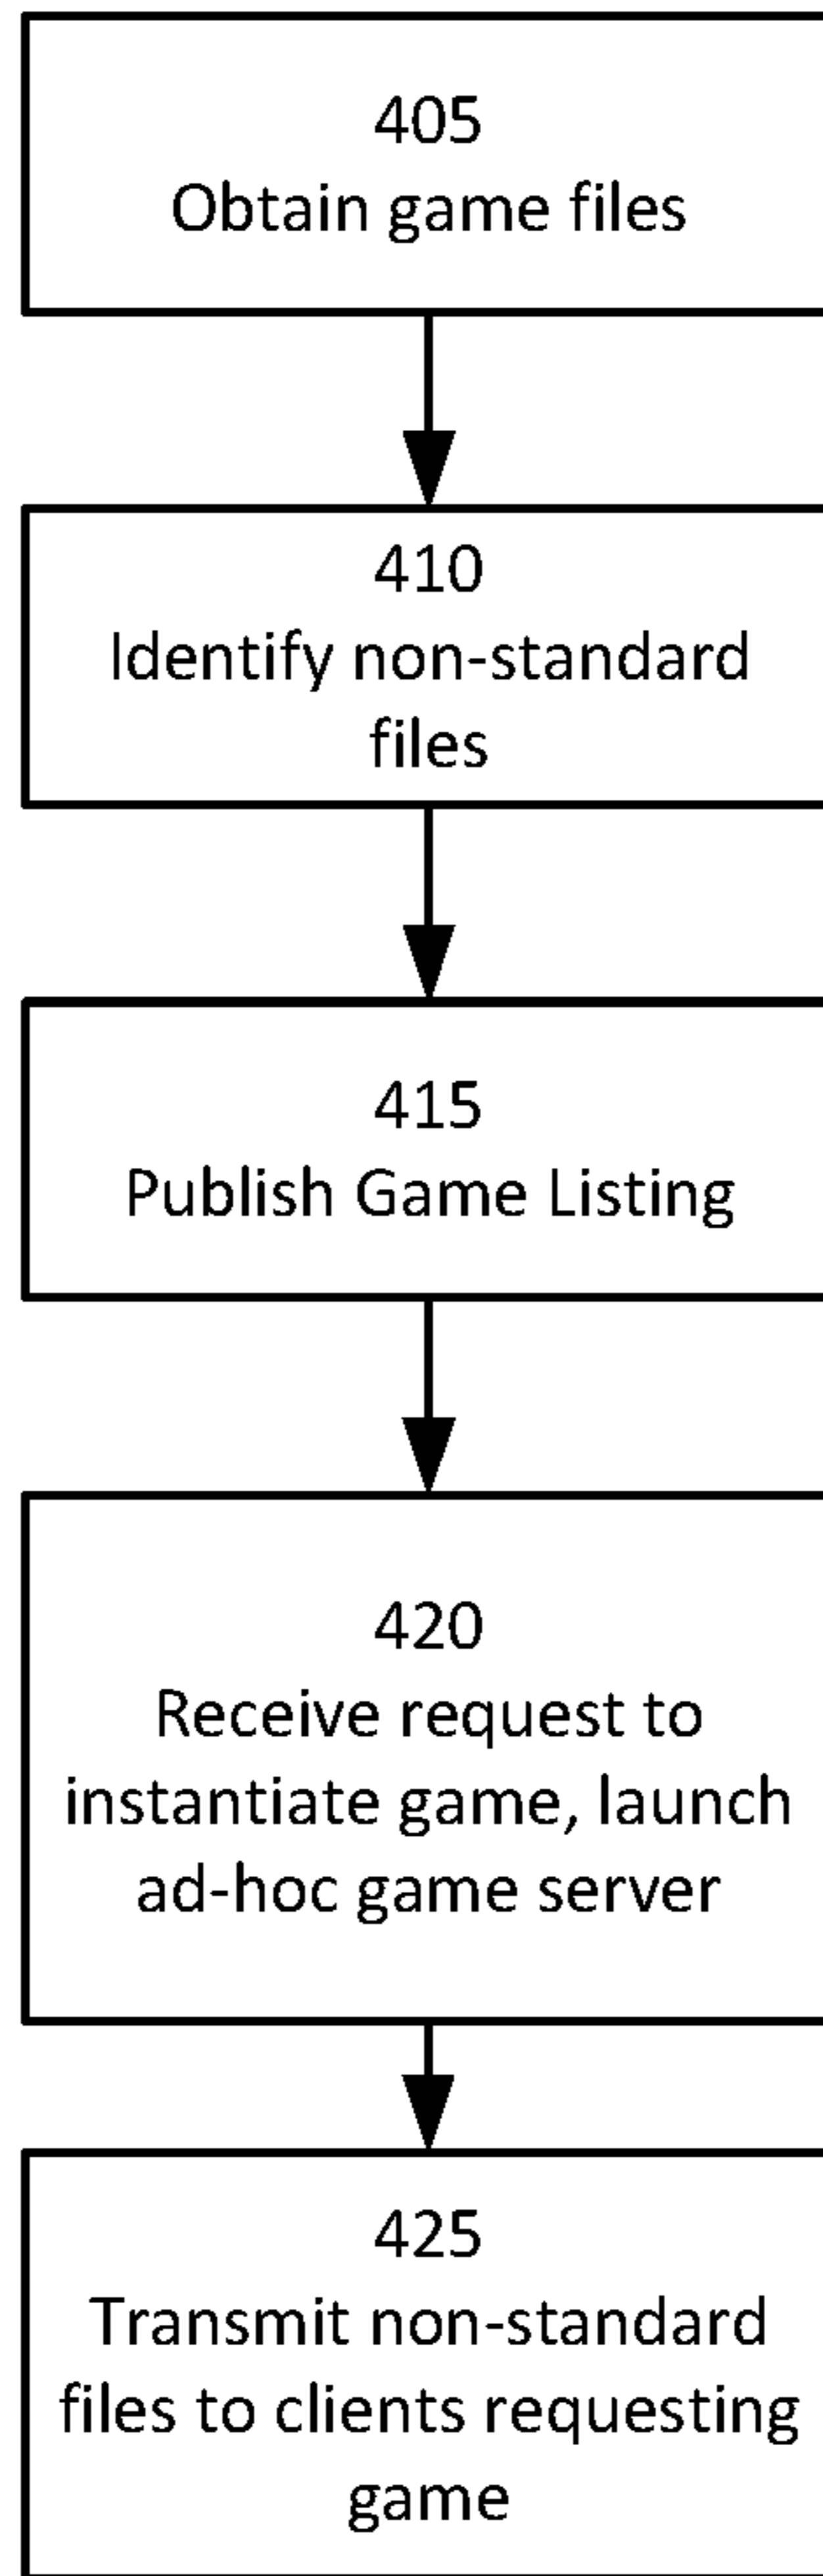 405
Obtain game files
410
Identify non-standard
files
415
Publish Game Listing
420
Receive request to
instantiate game, launch
ad-hoc game server
425
Transmit non-standard
files to clients requesting
game